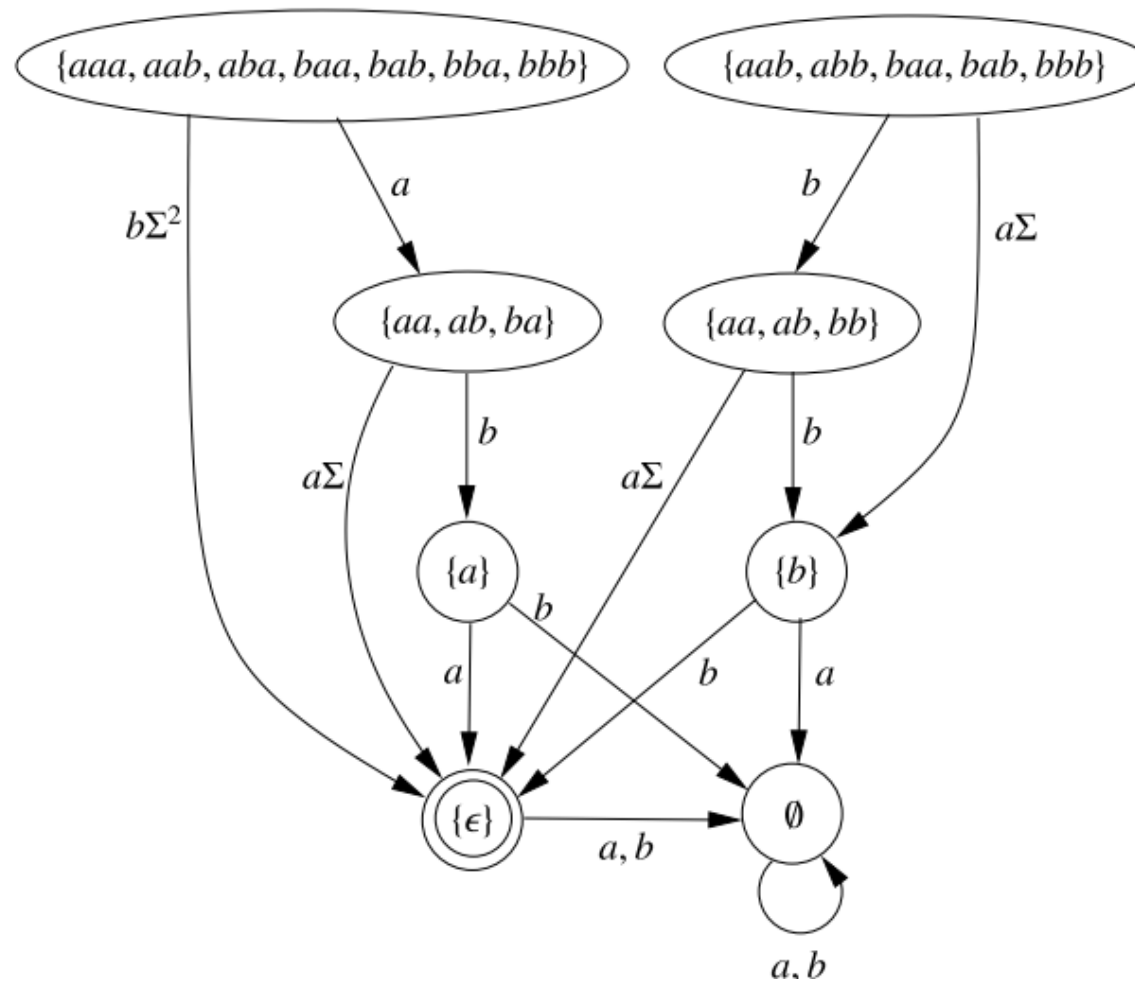 {aaa, aab, aba, baa, bab, bba, bbb} {aab, abb, baa, bab, bbb}
a b
bΣ² aΣ
{aa, ab, ba} {aa, ab, bb}
b b
aΣ aΣ
{a} {b}
b
a b a
{ϵ} ∅
a, b
a, b